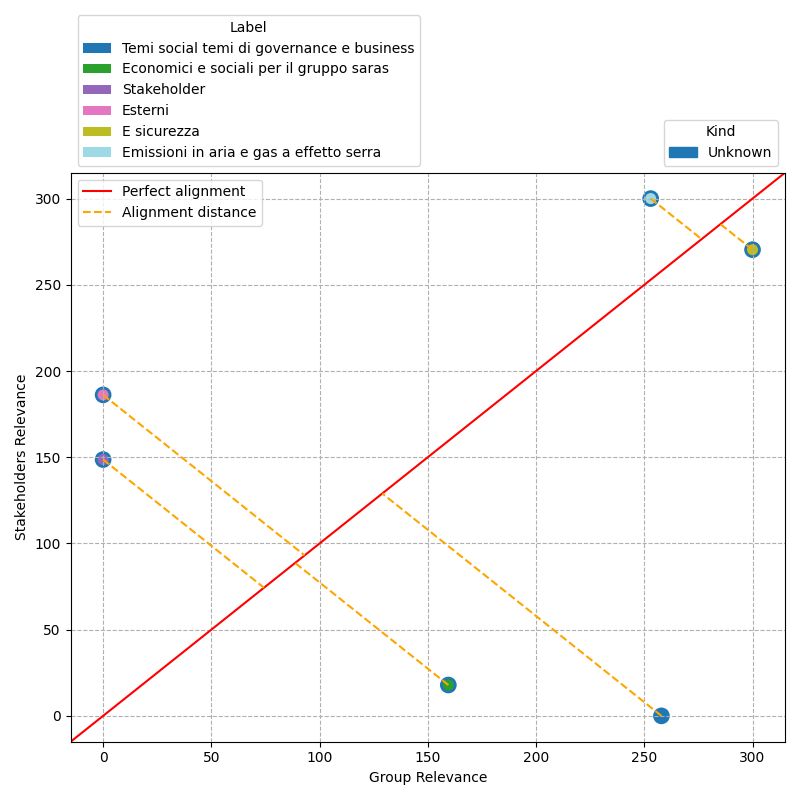 Label
Temi social temi di governance e business
Economici e sociali per il gruppo saras
Stakeholder
Esterni
E sicurezza
Emissioni in aria e gas a effetto serra
Kind
Unknown
Perfect alignment
Alignment distance
300
250
200
150
100
50
0
Stakeholders Relevance
0 50 100 150 200 250 300
Group Relevance